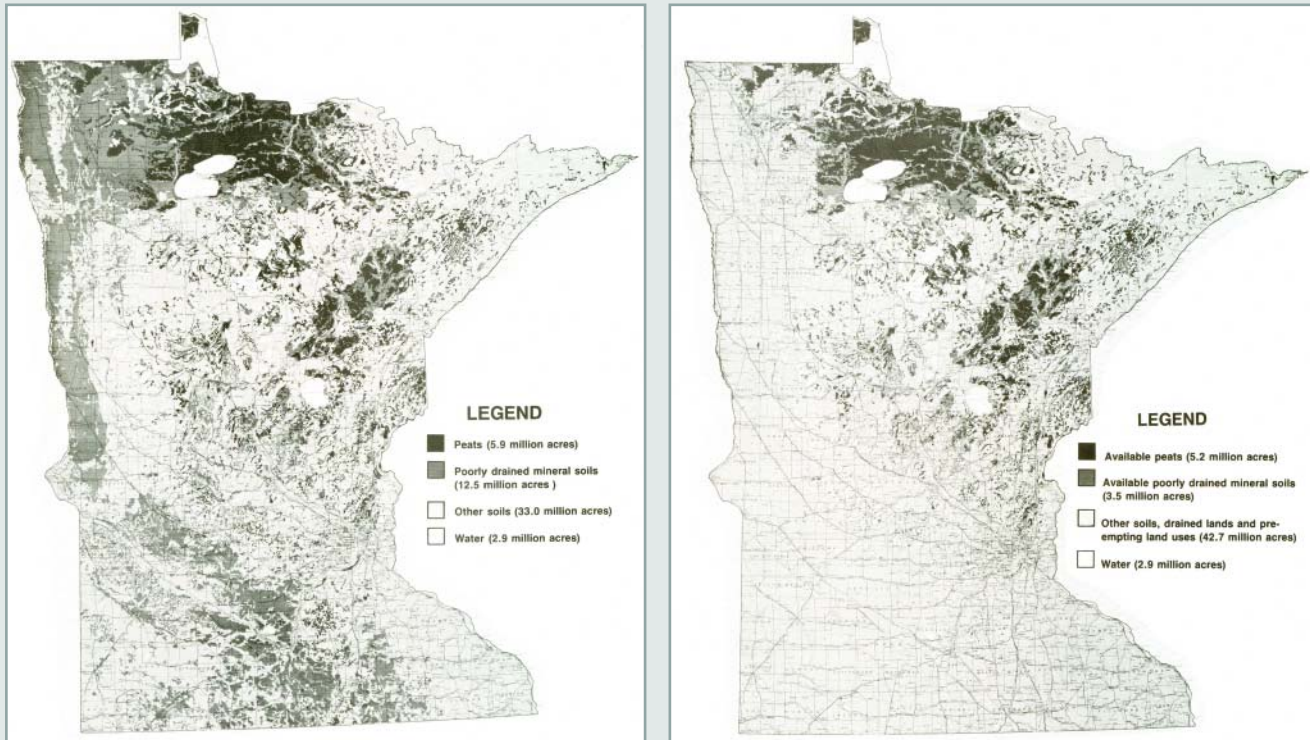 LEGEND
Peats (5.9 million acres)
Poorly drained mineral soils
(12.5 million acres )
Other soils (33.0 million acres)
Water (2.9 million acres)
LEGEND
Available peats (5.2 million acres)
Available poorly drained mineral soils
(3.5 million acres)
Other soils, drained lands and pre-
empting land uses (42.7 million acres)
Water (2.9 million acres)